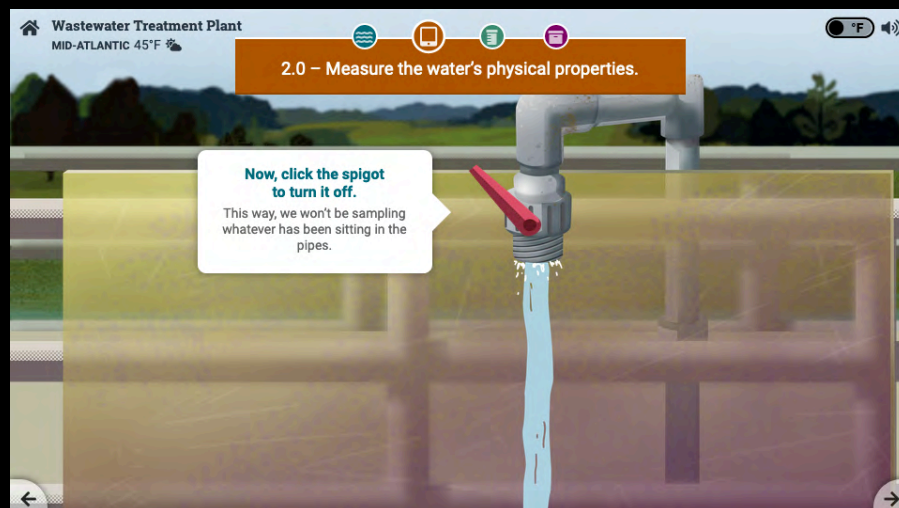 Wastewater Treatment Plant
MID-ATLANTIC 45°F
°F
2.0 – Measure the water's physical properties.
Now, click the spigot
to turn it off.
This way, we won't be sampling
whatever has been sitting in the
pipes.